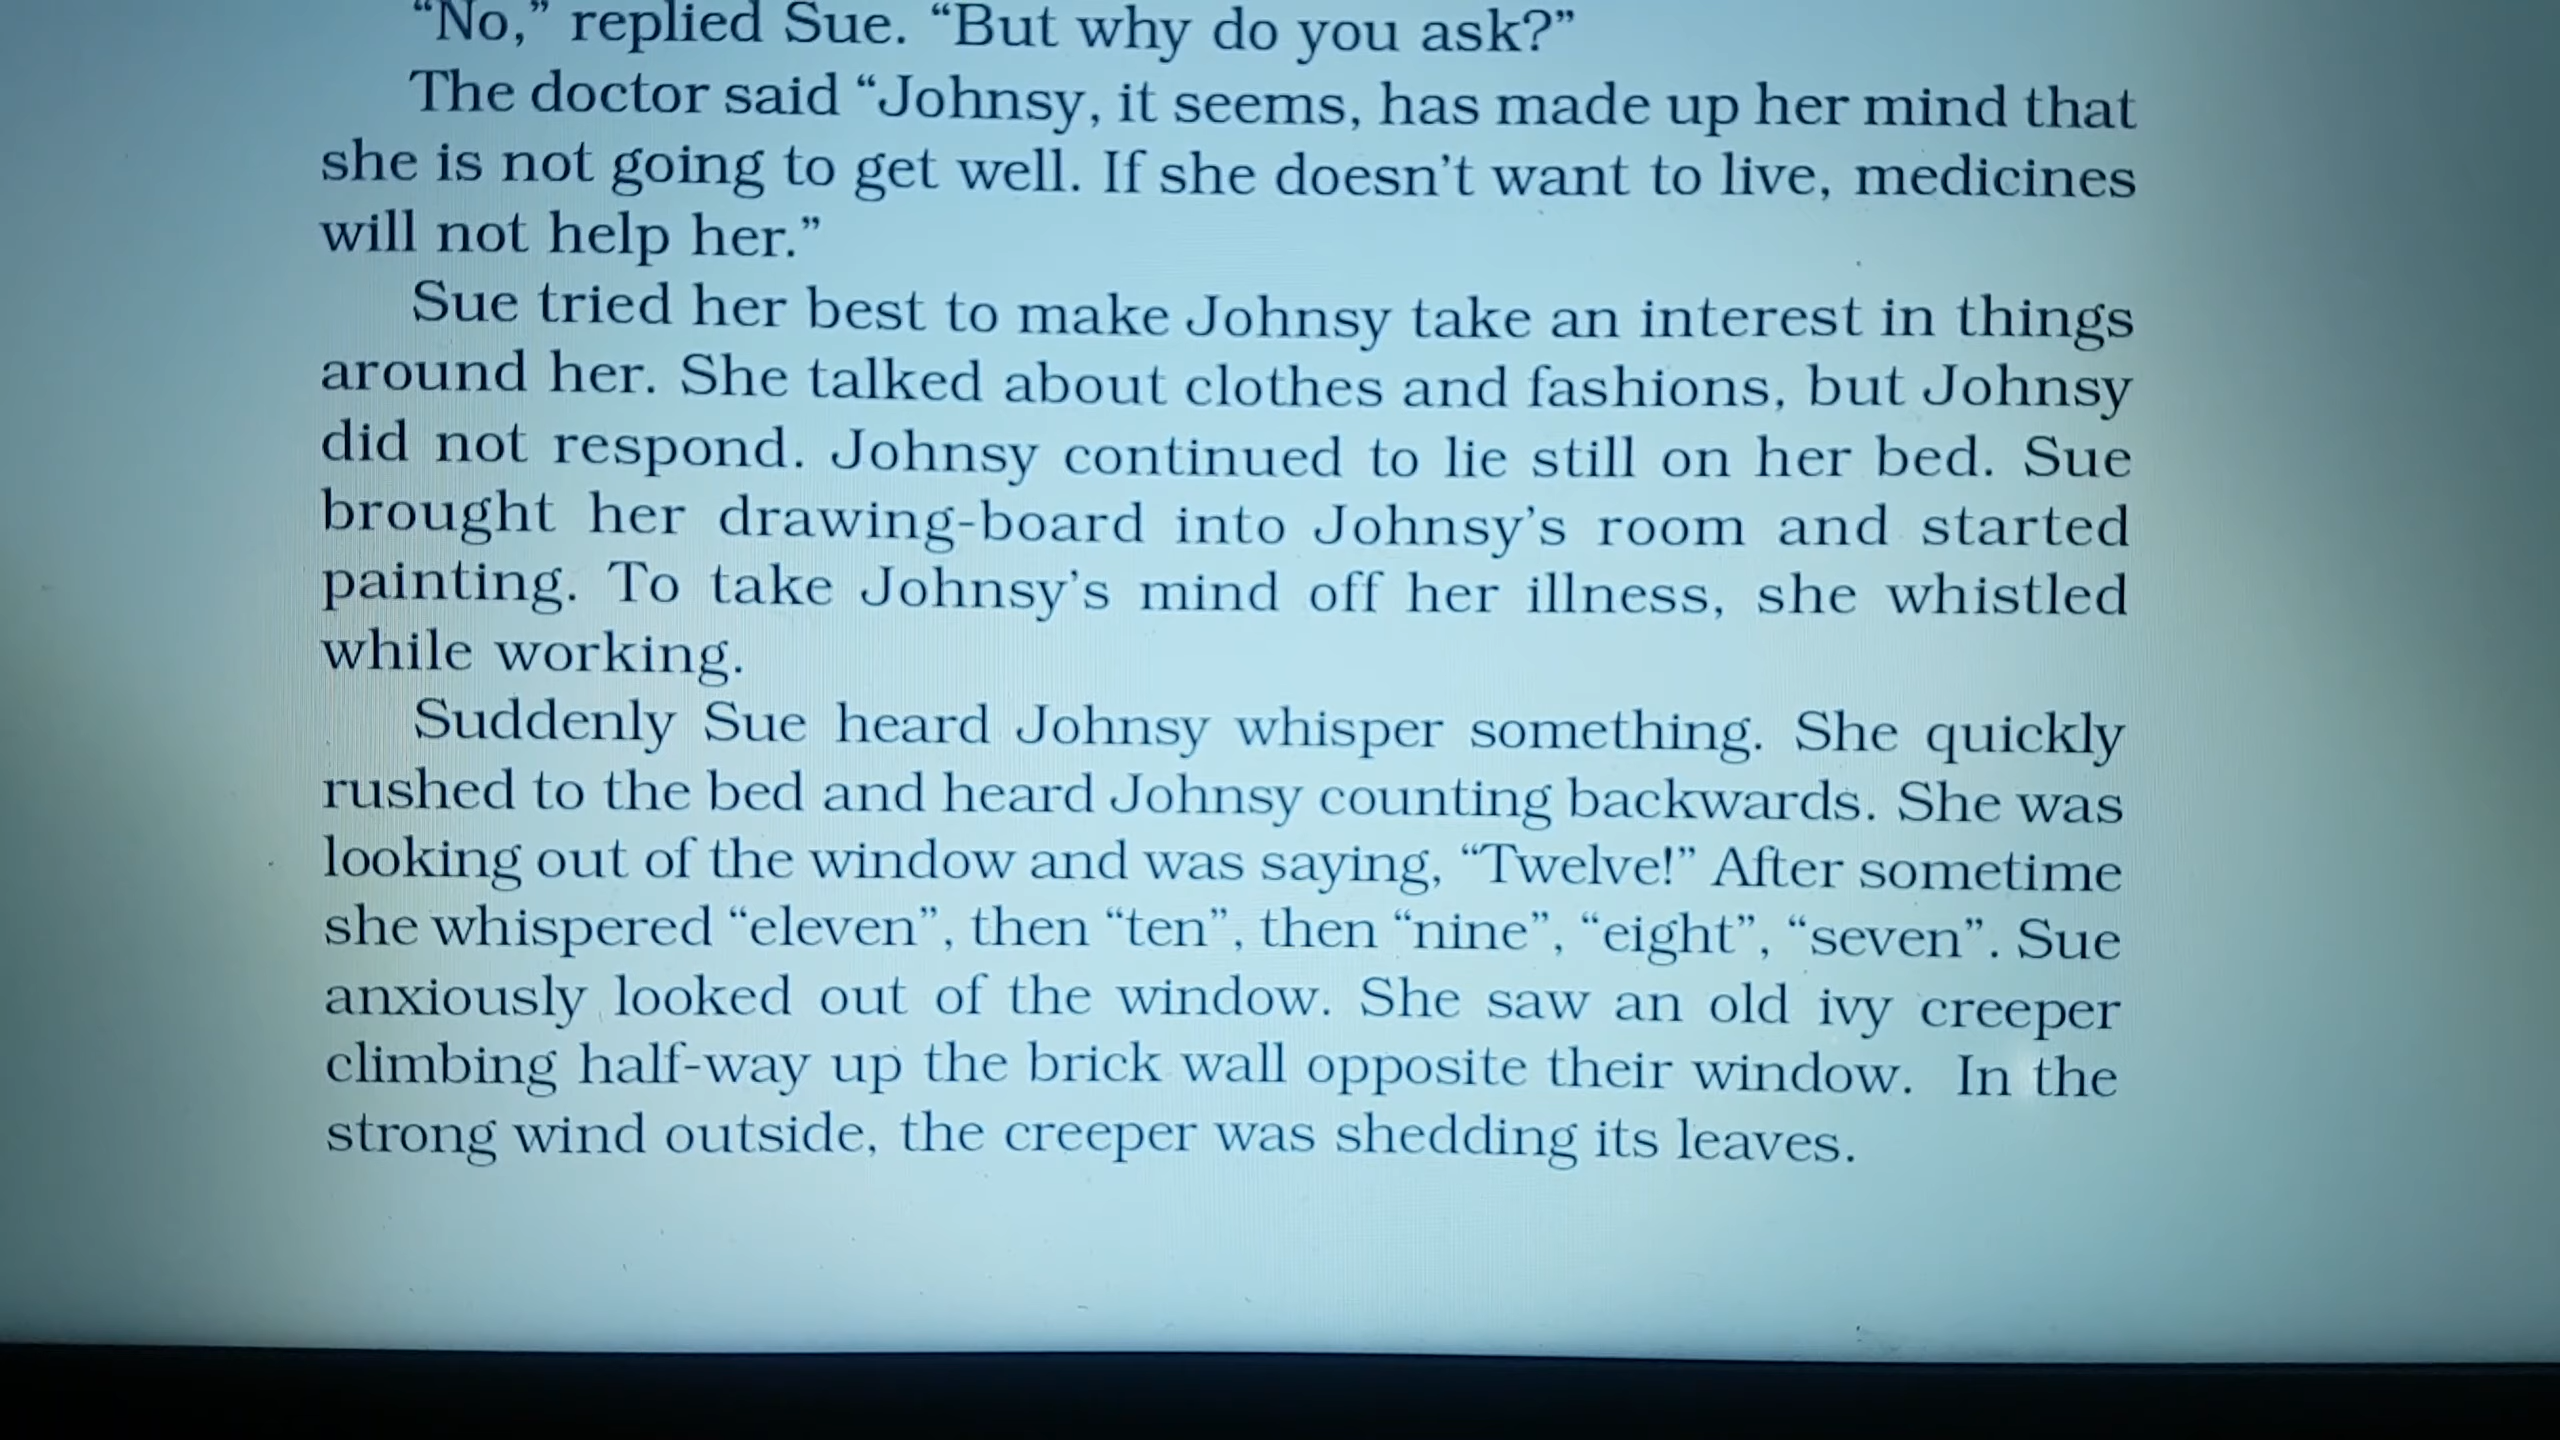 “No,” replied Sue. “But why do you ask?”
The doctor said “Johnsy, it seems, has made up her mind that
she is not going to get well. If she doesn’t want to live, medicines
will not help her.”
Sue tried her best to make Johnsy take an interest in things
around her. She talked about clothes and fashions, but Johnsy
did not respond. Johnsy continued to lie still on her bed. Sue
brought her drawing-board into Johnsy’s room and started
painting. To take Johnsy’s mind off her illness, she whistled
while working.
Suddenly Sue heard Johnsy whisper something. She quickly
rushed to the bed and heard Johnsy counting backwards. She was
looking out of the window and was saying, “Twelve!” After sometime
she whispered “eleven”, then “ten”, then “nine”, “eight”, “seven”. Sue
anxiously looked out of the window. She saw an old ivy creeper
climbing half-way up the brick wall opposite their window. In the
strong wind outside, the creeper was shedding its leaves.